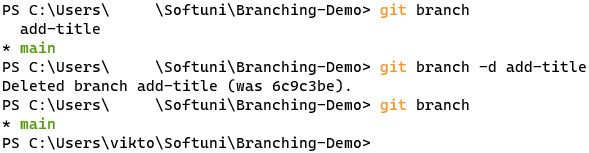 PS C:\Users\     \Softuni\Branching-Demo> git branch
  add-title
* main
PS C:\Users\     \Softuni\Branching-Demo> git branch -d add-title
Deleted branch add-title (was 6c9c3be).
PS C:\Users\     \Softuni\Branching-Demo> git branch
* main
PS C:\Users\vikto\Softuni\Branching-Demo>